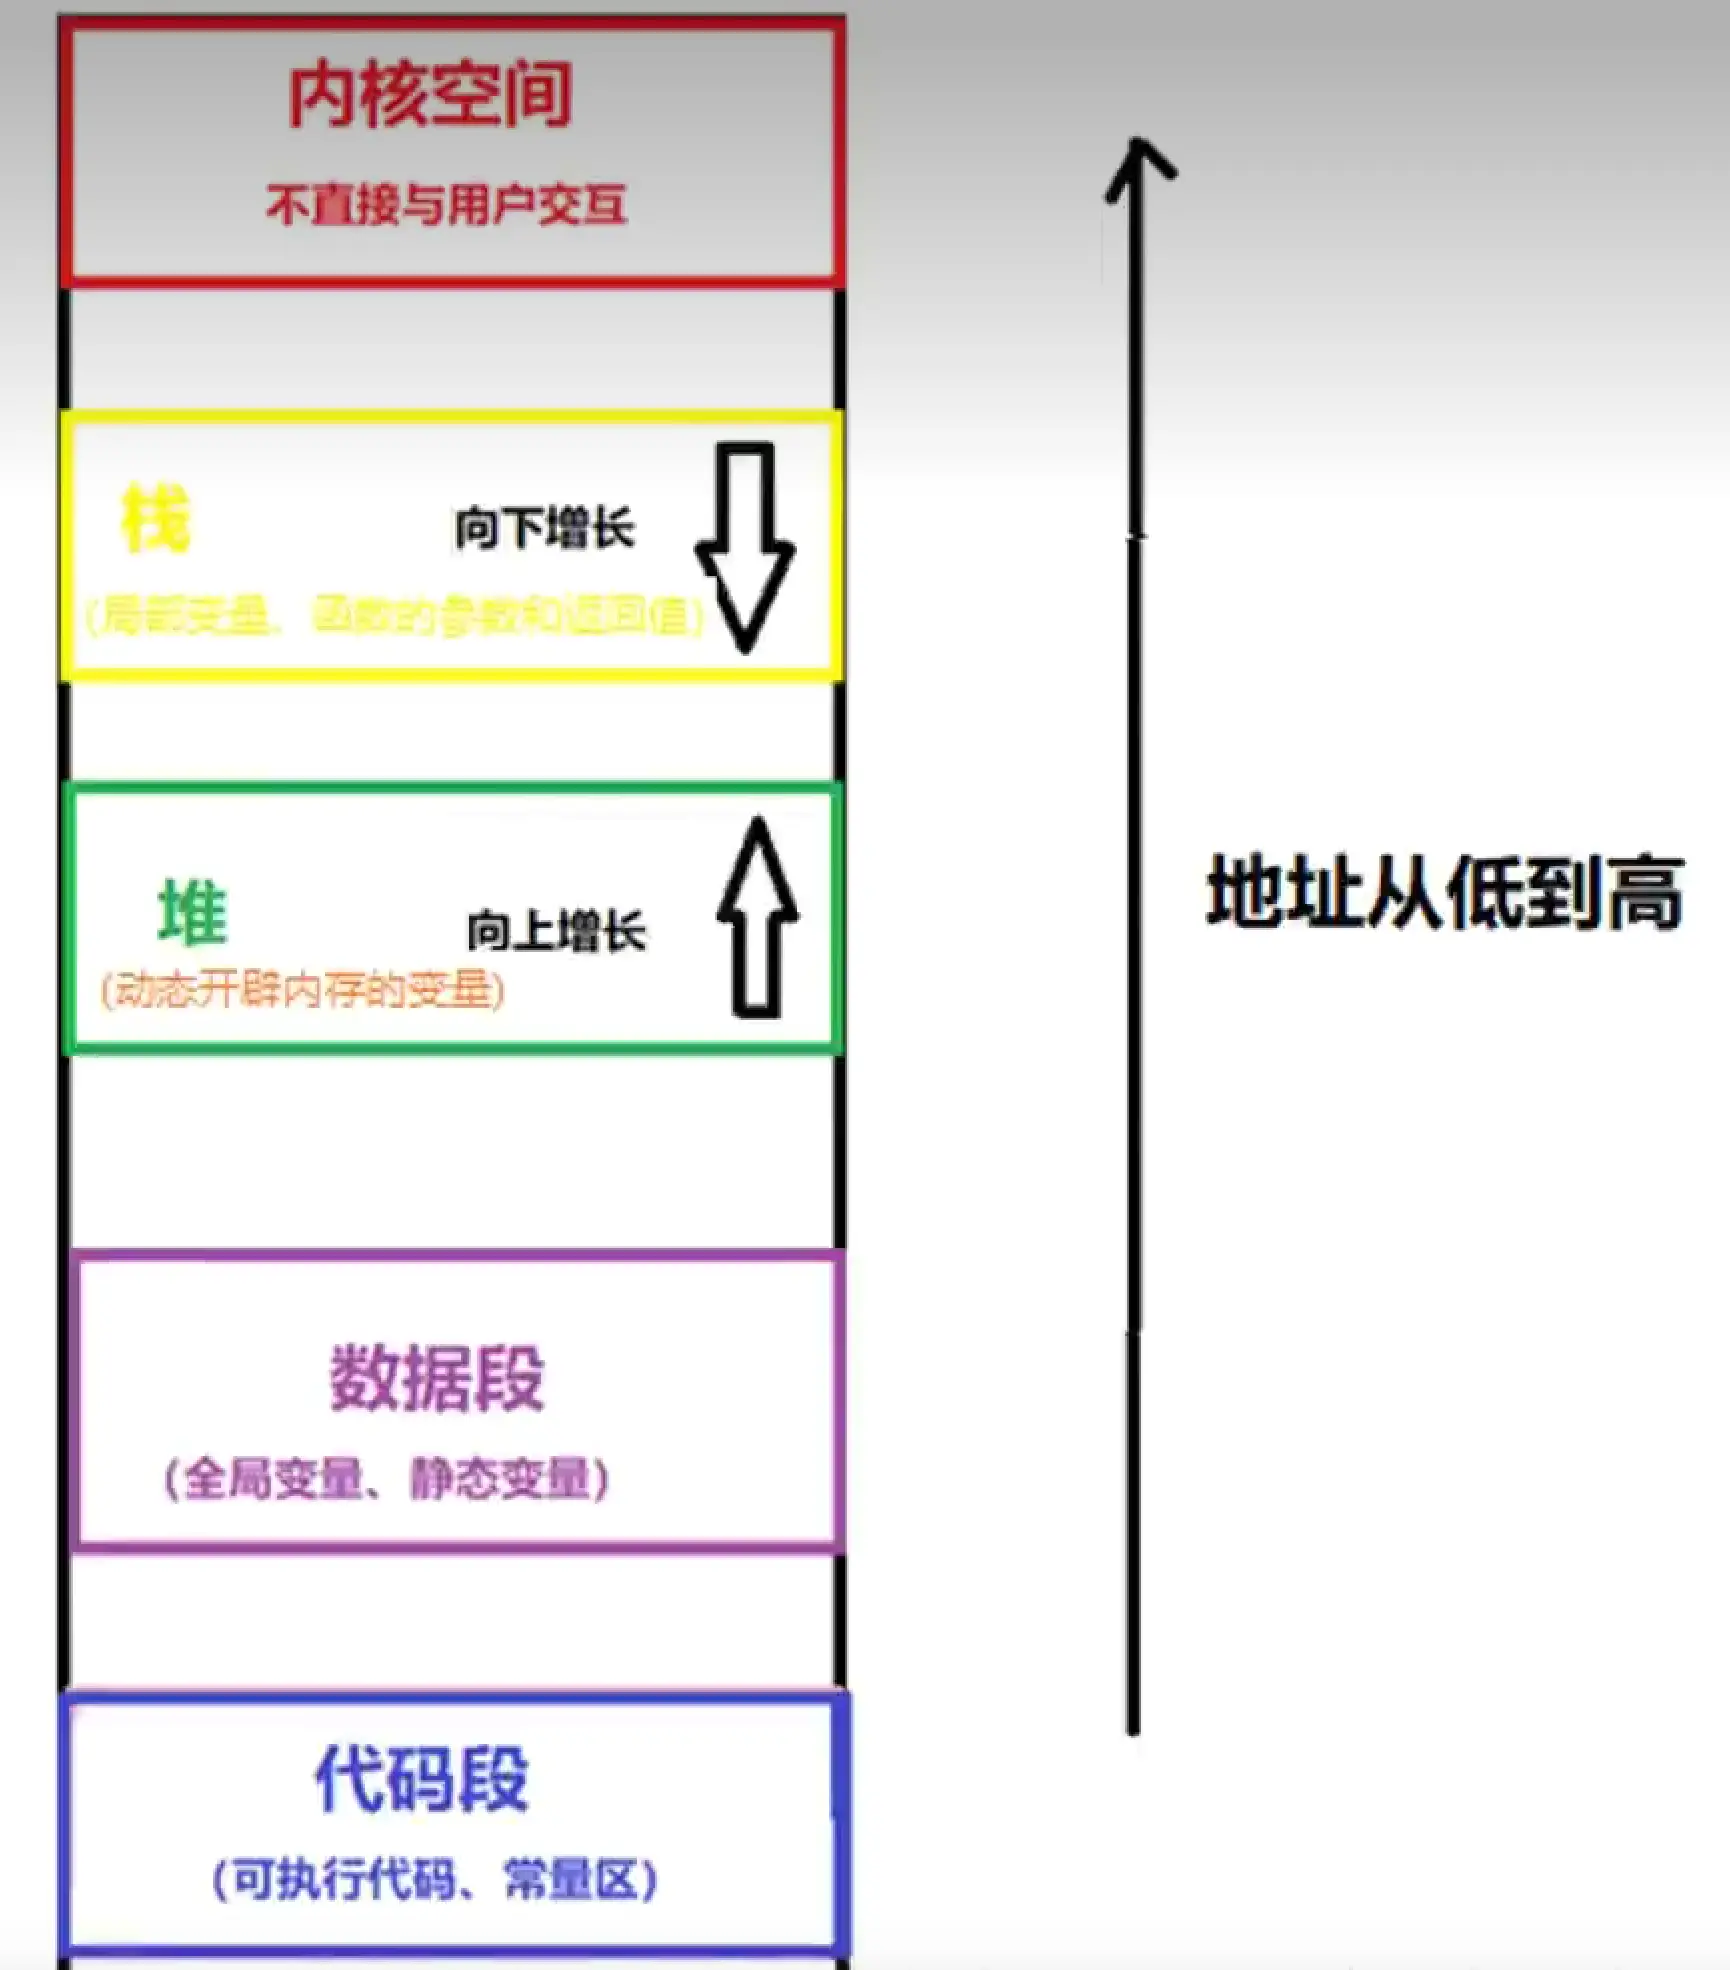 内核空间
不直接与用户交互
栈
向下增长
(局部变量、函数的参数和返回值)
堆
向上增长
(动态开辟内存的变量)
地址从低到高
数据段
(全局变量、静态变量)
代码段
(可执行代码、常量区)